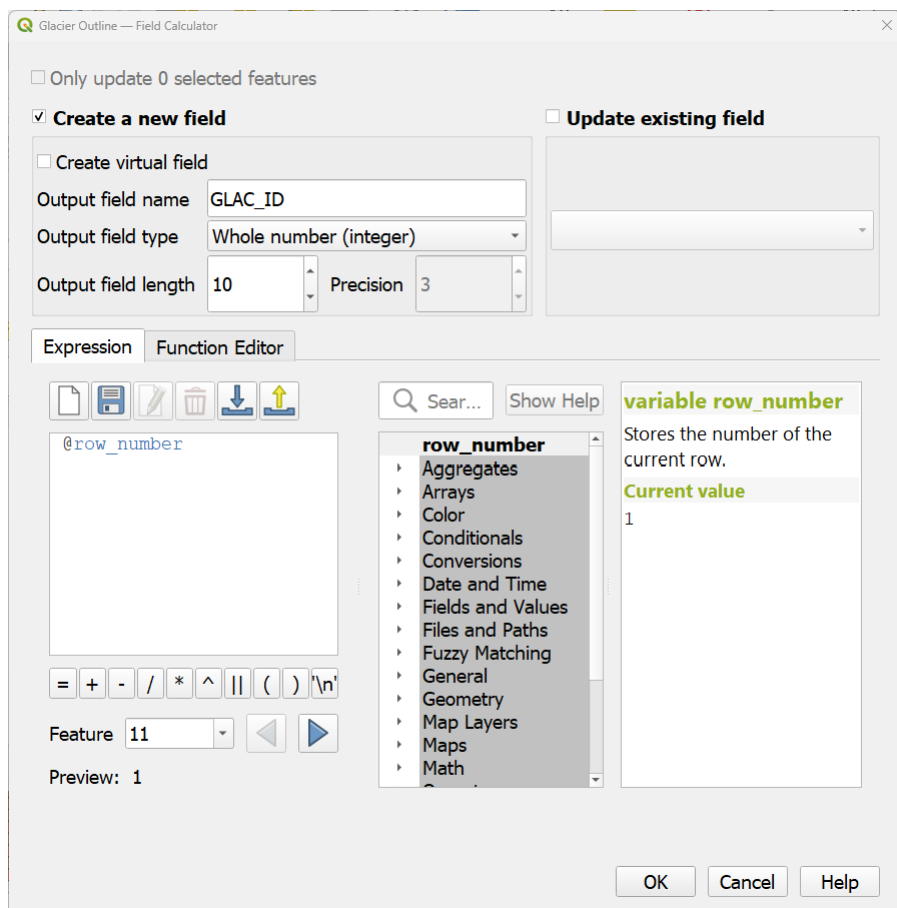 Glacier Outline — Field Calculator
Only update 0 selected features
Create a new field
Update existing field
Create virtual field
Output field name GLAC_ID
Output field type Whole number (integer)
Output field length 10 Precision 3
Expression Function Editor
Sear... Show Help
@row_number
row_number
Aggregates
Arrays
Color
Conditionals
Conversions
Date and Time
Fields and Values
Files and Paths
Fuzzy Matching
General
Geometry
Map Layers
Maps
Math
variable row_number
Stores the number of the
current row.
Current value
1
= + - / * ^ || ( ) '\n'
Feature 11
Preview: 1
OK Cancel Help